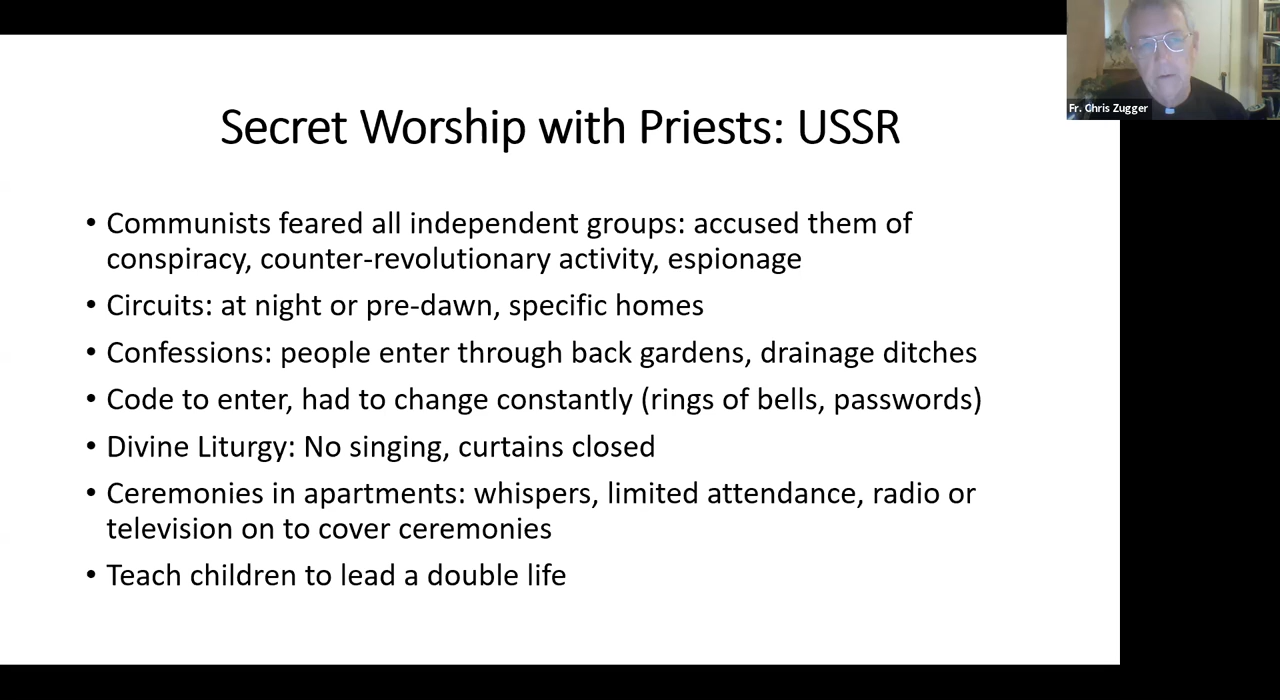 Secret Worship with Priests: USSR
• Communists feared all independent groups: accused them of
conspiracy, counter-revolutionary activity, espionage
• Circuits: at night or pre-dawn, specific homes
• Confessions: people enter through back gardens, drainage ditches
• Code to enter, had to change constantly (rings of bells, passwords)
• Divine Liturgy: No singing, curtains closed
• Ceremonies in apartments: whispers, limited attendance, radio or
television on to cover ceremonies
• Teach children to lead a double life
Fr. Chris Zugger